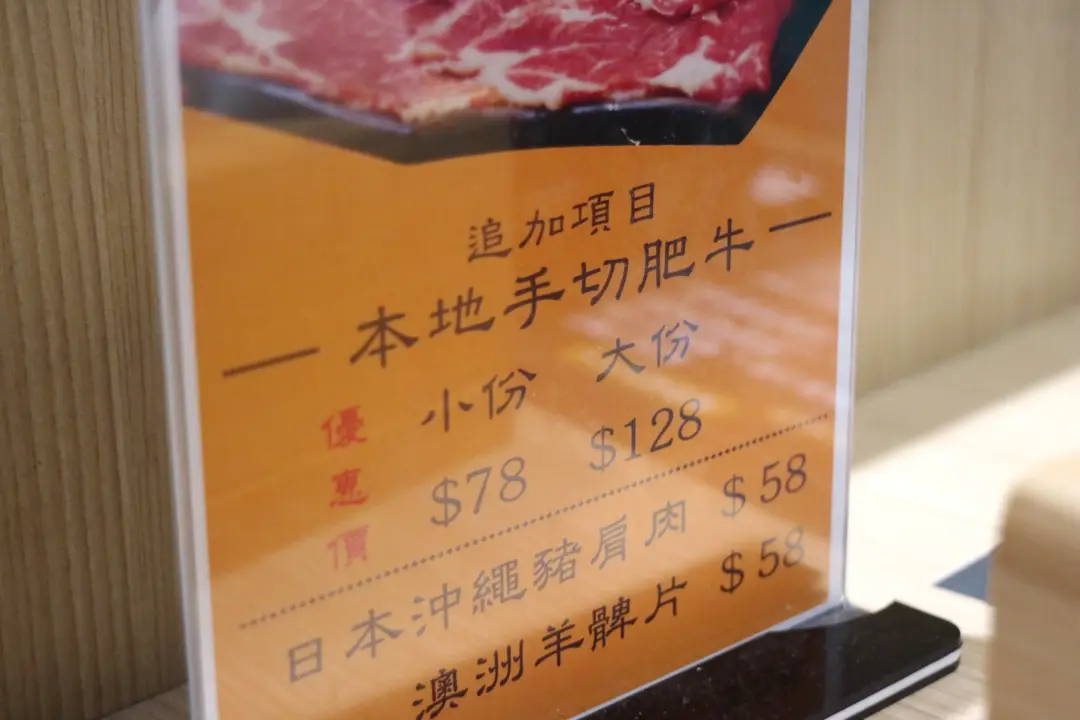 追加項目
本地手切肥牛
小份 大份
優惠價 $78 $128
日本沖繩豬肩肉 $58
澳洲羊髀片 $58